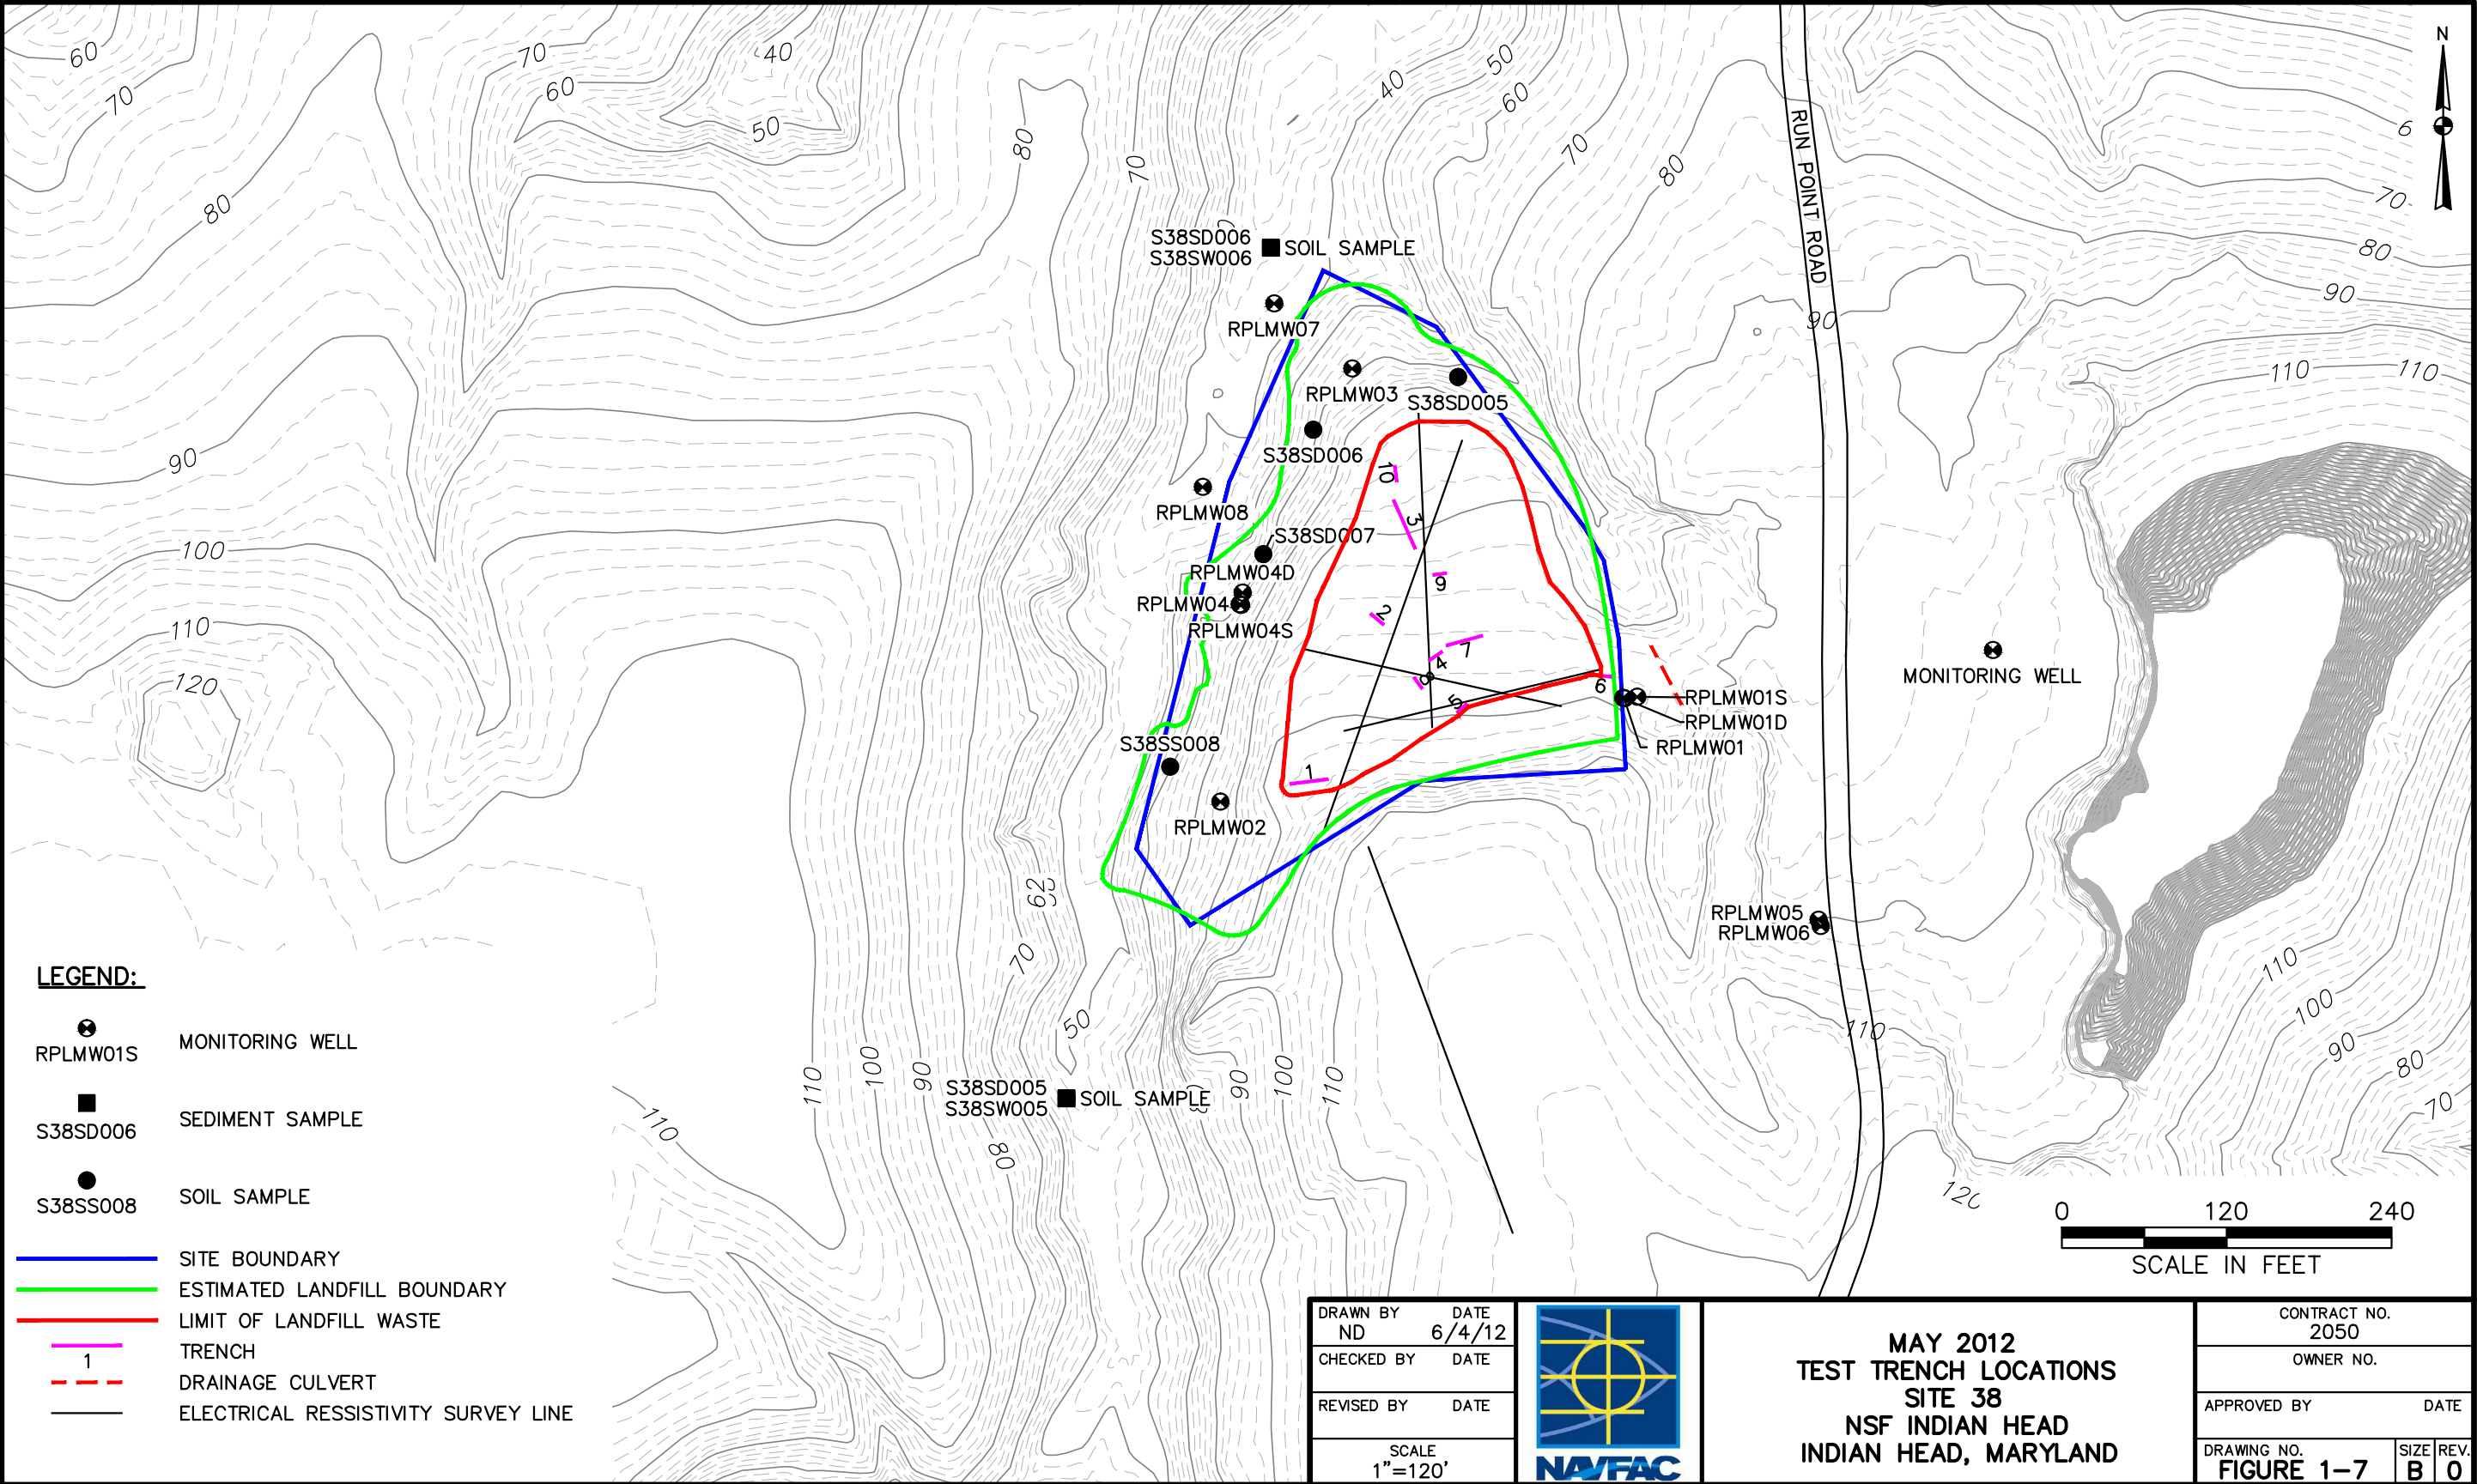 60
70
80
70
60
40
50
80
70
40
50
60
70
80
RUN POINT ROAD
N
6
70
80
90
90
110
110
S38SD006
S38SW006
SOIL SAMPLE
RPLMW07
RPLMW03
S38SD005
S38SD006
RPLMW08
S38SD007
RPLMW04D
RPLMW04
RPLMW04S
S38SS008
RPLMW02
10
3
9
2
7
4
8
5
6
1
RPLMW01S
RPLMW01D
RPLMW01
MONITORING WELL
RPLMW05
RPLMW06
90
100
110
120
70
50
110
100
90
80
90
100
110
110
S38SD005
S38SW005
SOIL SAMPLE
110
120
110
100
90
80
70
LEGEND:
RPLMW01S
MONITORING WELL
S38SD006
SEDIMENT SAMPLE
S38SS008
SOIL SAMPLE
SITE BOUNDARY
ESTIMATED LANDFILL BOUNDARY
LIMIT OF LANDFILL WASTE
1
TRENCH
DRAINAGE CULVERT
ELECTRICAL RESSISTIVITY SURVEY LINE
0 120 240
SCALE IN FEET
DRAWN BY DATE
ND 6/4/12
CHECKED BY DATE
REVISED BY DATE
SCALE
1"=120'
NAVFAC
MAY 2012
TEST TRENCH LOCATIONS
SITE 38
NSF INDIAN HEAD
INDIAN HEAD, MARYLAND
CONTRACT NO.
2050
OWNER NO.
APPROVED BY DATE
DRAWING NO.
FIGURE 1-7
SIZE
B
REV.
0